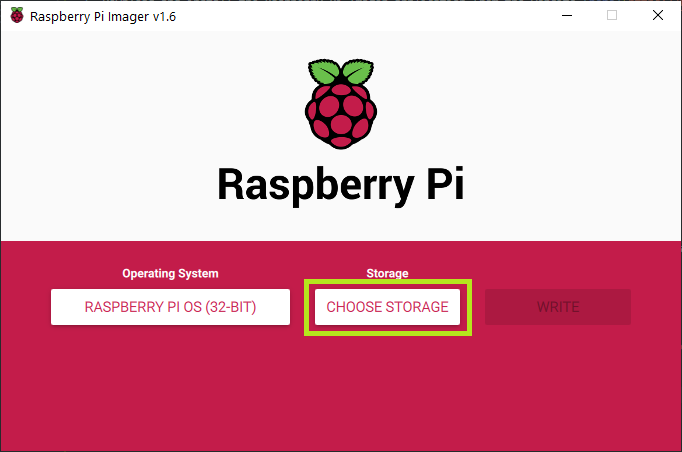 Raspberry Pi Imager v1.6
Raspberry Pi
Operating System
Storage
RASPBERRY PI OS (32-BIT)
CHOOSE STORAGE
WRITE